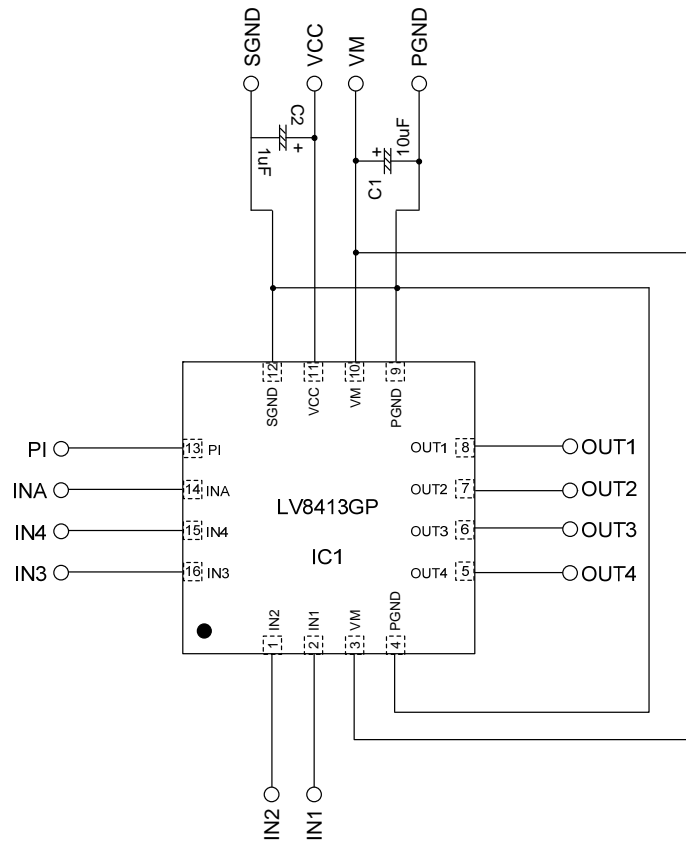 SGND
VCC
VM
PGND
C2
1uF
+
+
10uF
C1
12
11
10
9
SGND
VCC
VM
PGND
PI
13
PI
OUT1
8
OUT1
INA
14
INA
OUT2
7
OUT2
LV8413GP
IN4
15
IN4
OUT3
6
OUT3
IC1
IN3
16
IN3
OUT4
5
OUT4
IN2
IN1
VM
PGND
1
2
3
4
IN2
IN1